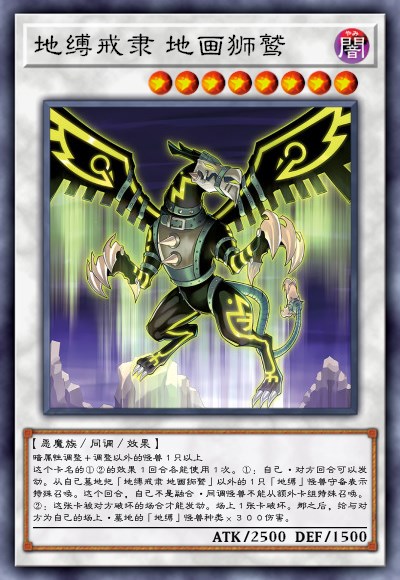 地缚戒隶 地画狮鹫
闇
やみ
【恶魔族/同调/效果】
暗属性调整+调整以外的怪兽1只以上
这个卡名的①②的效果1回合各能使用1次。①:自己·对方回合可以发
动。从自己墓地把「地缚戒隶 地画狮鹫」以外的1只「地缚」怪兽守备表示
特殊召唤。这个回合,自己不是融合·同调怪兽不能从额外卡组特殊召唤。
②:这张卡被对方破坏的场合才能发动。场上1张卡破坏。那之后,给与对
方为自己的场上·墓地的「地缚」怪兽种类×300伤害。
ATK/2500 DEF/1500